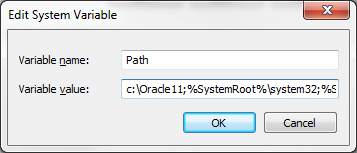 Edit System Variable
Variable name: Path
Variable value: c:\Oracle11;%SystemRoot%\system32;%S
OK Cancel